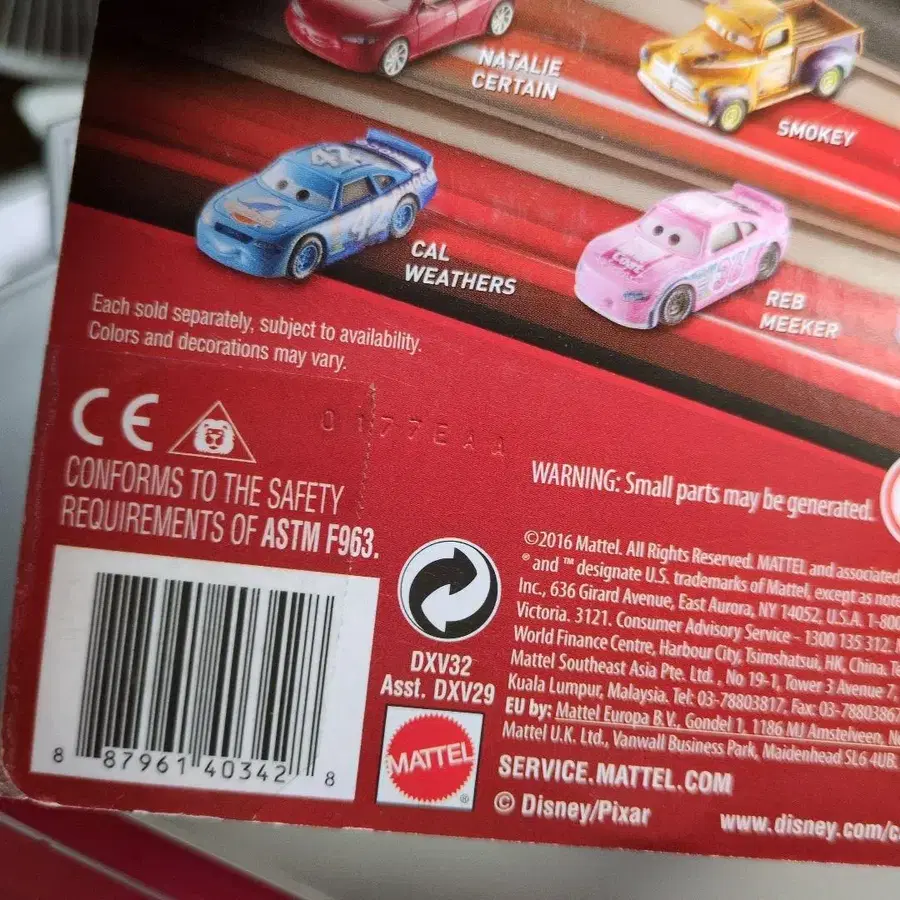 NATALIE
CERTAIN
SMOKEY
42
CAL
WEATHERS
REB
MEEKER
Each sold separately, subject to availability.
Colors and decorations may vary.
CE
0177EAA
CONFORMS TO THE SAFETY
REQUIREMENTS OF ASTM F963.
WARNING: Small parts may be generated.
©2016 Mattel. All Rights Reserved. MATTEL and associated
® and ™ designate U.S. trademarks of Mattel, except as
Inc., 636 Girard Avenue, East Aurora, NY 14052, U.S.A.
Victoria. 3121. Consumer Advisory Service - 1300 135 312.
World Finance Centre, Harbour City, Tsimshatsui, HK, China.
Mattel Southeast Asia Pte. Ltd., No 19-1, Tower 3 Avenue 7,
Kuala Lumpur, Malaysia. Tel: 03-78803817, Fax: 03-7880386
EU by: Mattel Europa B.V., Gondel 1, 1186 MJ Amstelveen,
Mattel U.K. Ltd., Vanwall Business Park, Maidenhead SL6 4UB.
DXV32
Asst. DXV29
MATTEL
®
SERVICE.MATTEL.COM
© Disney/Pixar
www.disney.com/c
8 87961 40342 8